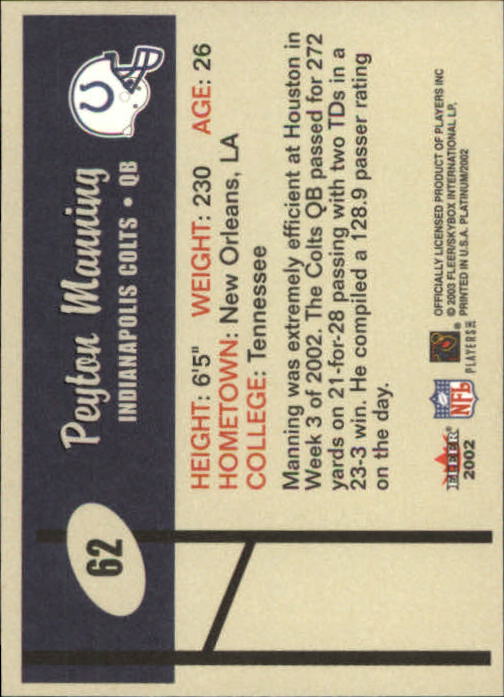 62
Peyton Manning
INDIANAPOLIS COLTS • QB
HEIGHT: 6'5" WEIGHT: 230 AGE: 26
HOMETOWN: New Orleans, LA
COLLEGE: Tennessee
Manning was extremely efficient at Houston in
Week 3 of 2002. The Colts QB passed for 272
yards on 21-for-28 passing with two TDs in a
23-3 win. He compiled a 128.9 passer rating
on the day.
FLEER
2002
NFL
PLAYERS INC
OFFICIALLY LICENSED PRODUCT OF PLAYERS INC
© 2003 FLEER/SKYBOX INTERNATIONAL LP,
PRINTED IN U.S.A. PLATINUM/2002